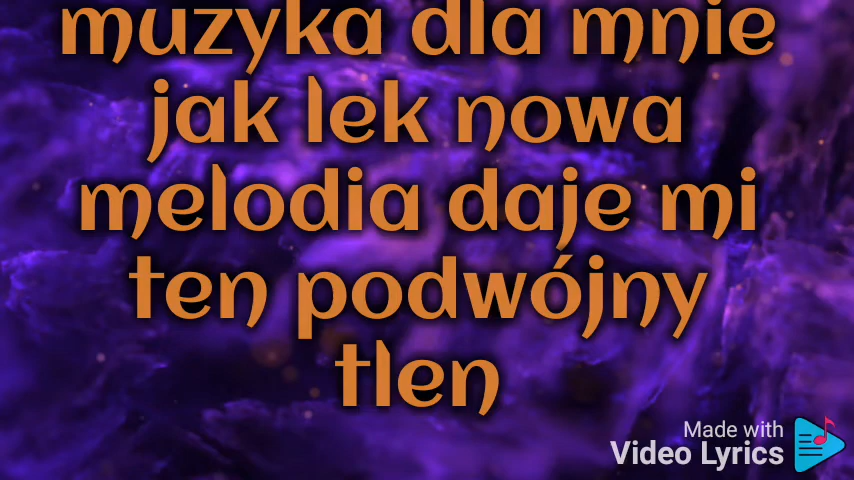 muzyka dla mnie
jak lek nowa
melodia daje mi
ten podwójny
tlen
Made with
Video Lyrics